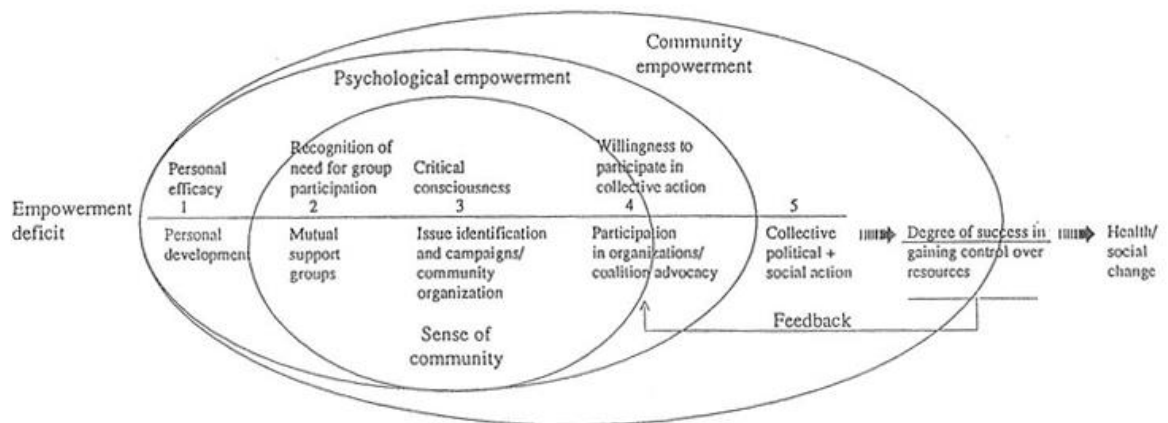 Community
empowerment
Psychological empowerment
Empowerment
deficit
Personal
efficacy
1
Personal
development
Recognition of
need for group
participation
2
Mutual
support
groups
Critical
consciousness
3
Issue identification
and campaigns/
community
organization
Willingness to
participate in
collective action
4
Participation
in organizations/
coalition advocacy
5
Collective
political +
social action
Degree of success in
gaining control over
resources
Health/
social
change
Feedback
Sense of
community